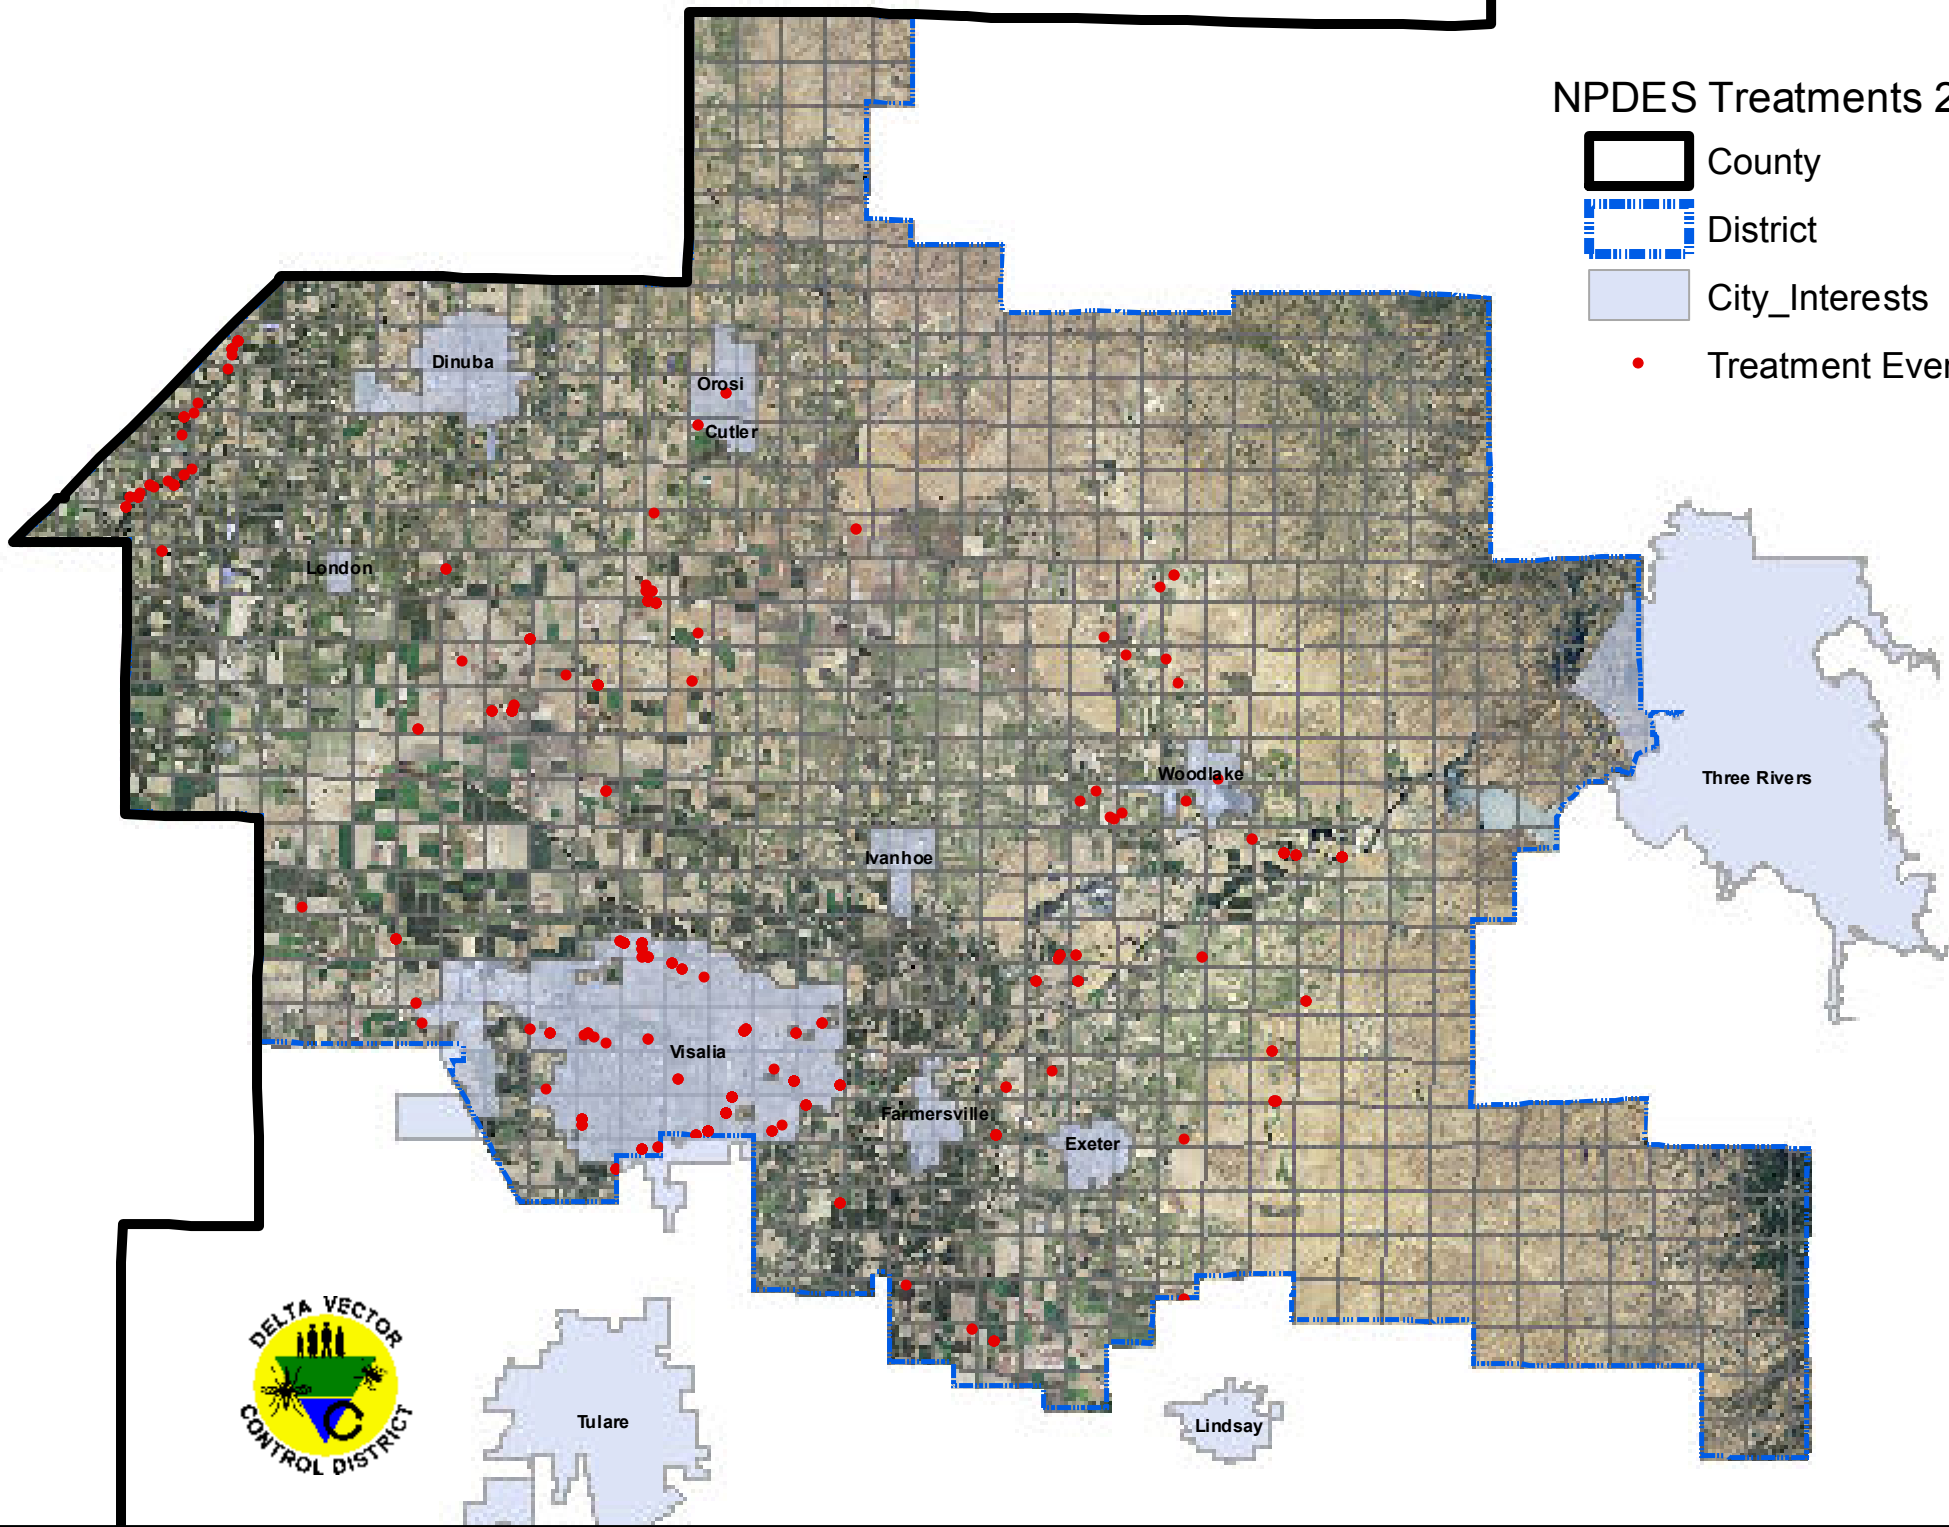 NPDES Treatments 2
County
District
City_Interests
Treatment Even
Dinuba
Orosi
Cutler
London
Woodlake
Three Rivers
Ivanhoe
Visalia
Farmersville
Exeter
DELTA VECTOR
CONTROL DISTRICT
Tulare
Lindsay